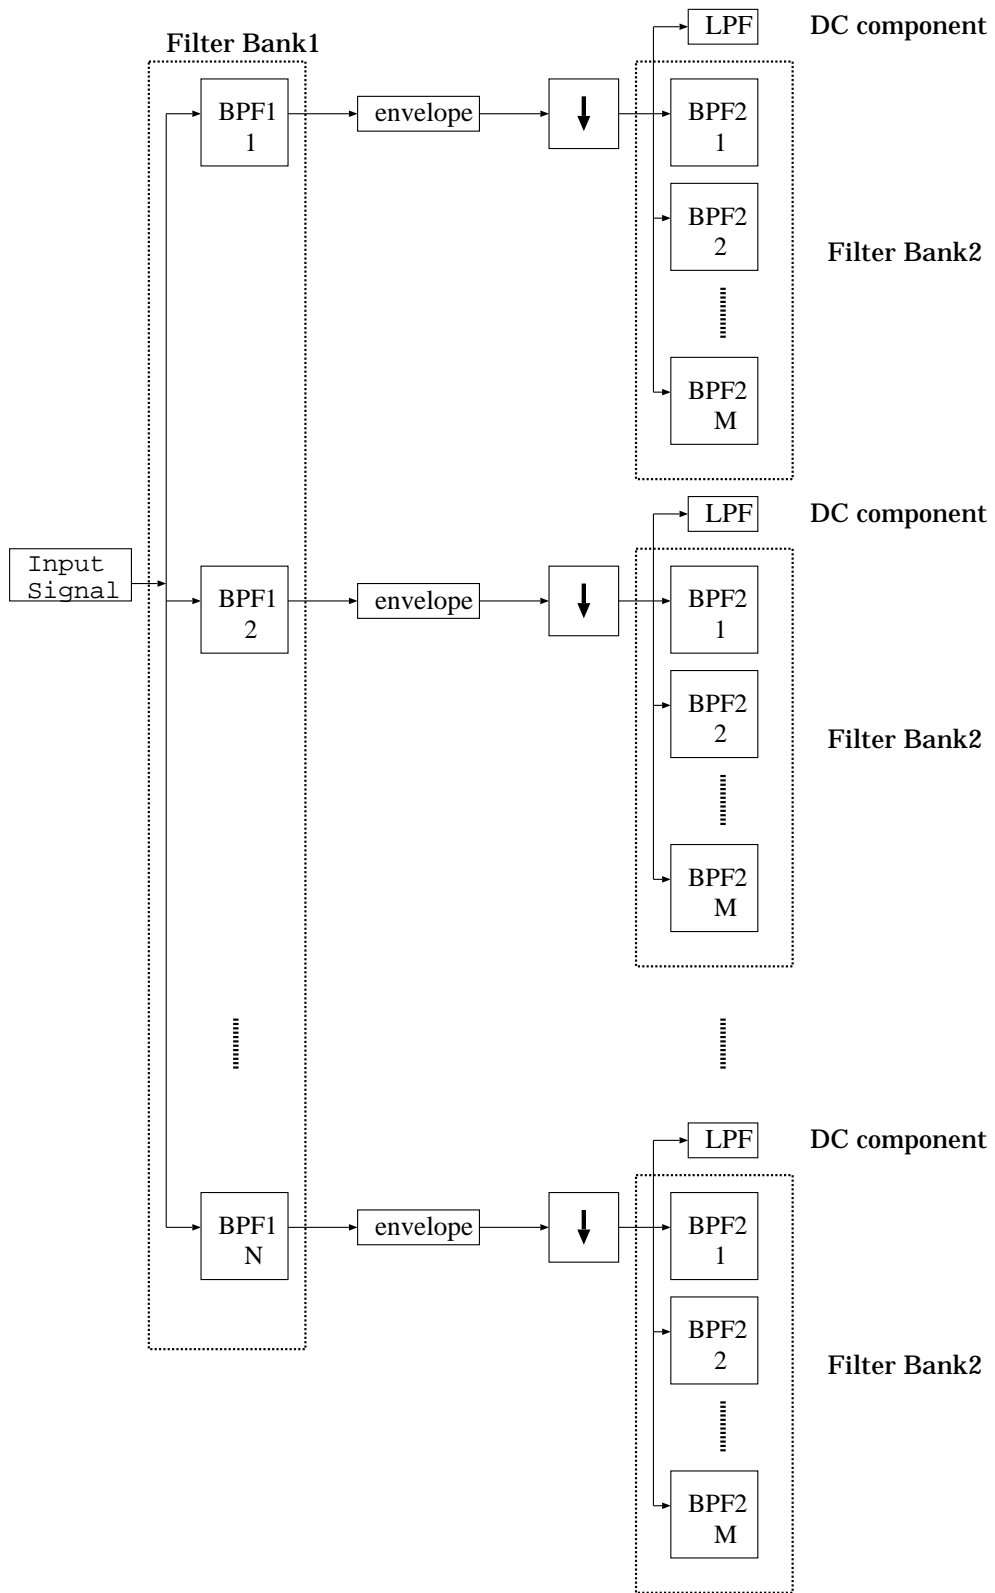 LPF
DC component
Filter Bank1
BPF1
1
envelope
BPF2
1
BPF2
2
Filter Bank2
BPF2
M
LPF
DC component
Input
Signal
BPF1
2
envelope
BPF2
1
BPF2
2
Filter Bank2
BPF2
M
LPF
DC component
BPF1
N
envelope
BPF2
1
BPF2
2
Filter Bank2
BPF2
M